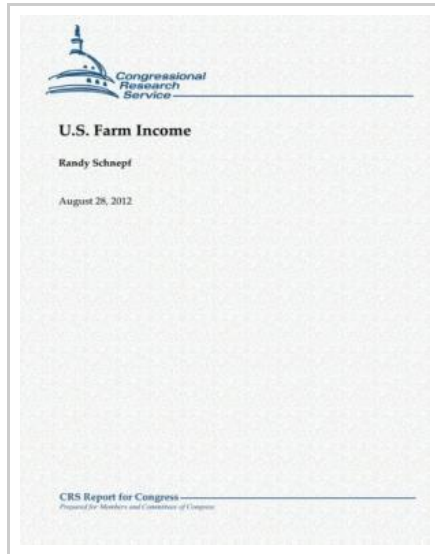 Congressional
Research
Service
U.S. Farm Income
Randy Schnepf
August 28, 2012
CRS Report for Congress
Prepared for Members and Committees of Congress